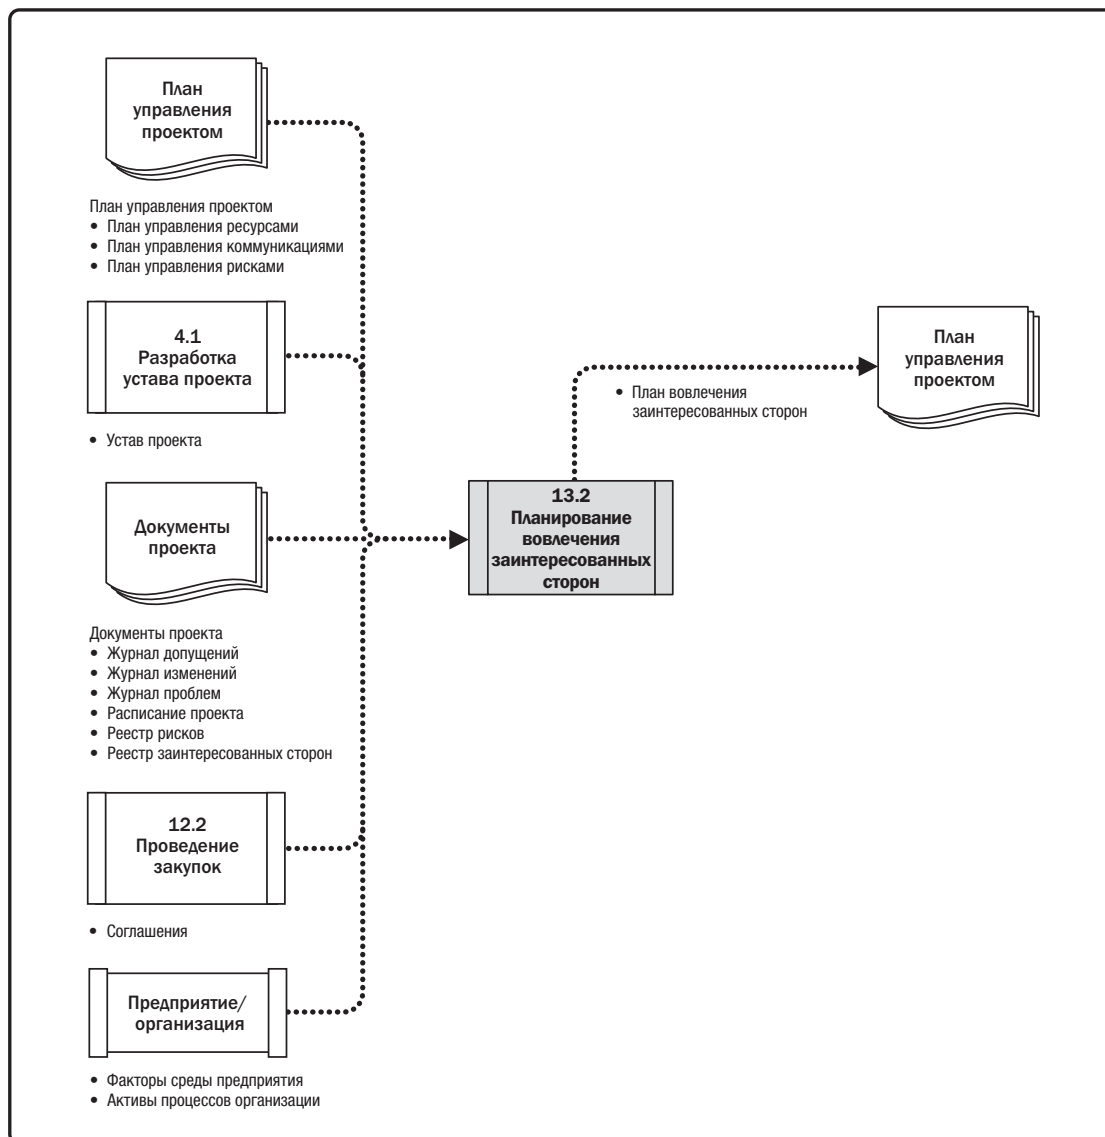 План
управления
проектом
План управления проектом
• План управления ресурсами
• План управления коммуникациями
• План управления рисками
4.1
Разработка
устава проекта
• Устав проекта
Документы
проекта
Документы проекта
• Журнал допущений
• Журнал изменений
• Журнал проблем
• Расписание проекта
• Реестр рисков
• Реестр заинтересованных сторон
12.2
Проведение
закупок
• Соглашения
Предприятие/
организация
• Факторы среды предприятия
• Активы процессов организации
13.2
Планирование
вовлечения
заинтересованных
сторон
• План вовлечения
заинтересованных сторон
План
управления
проектом